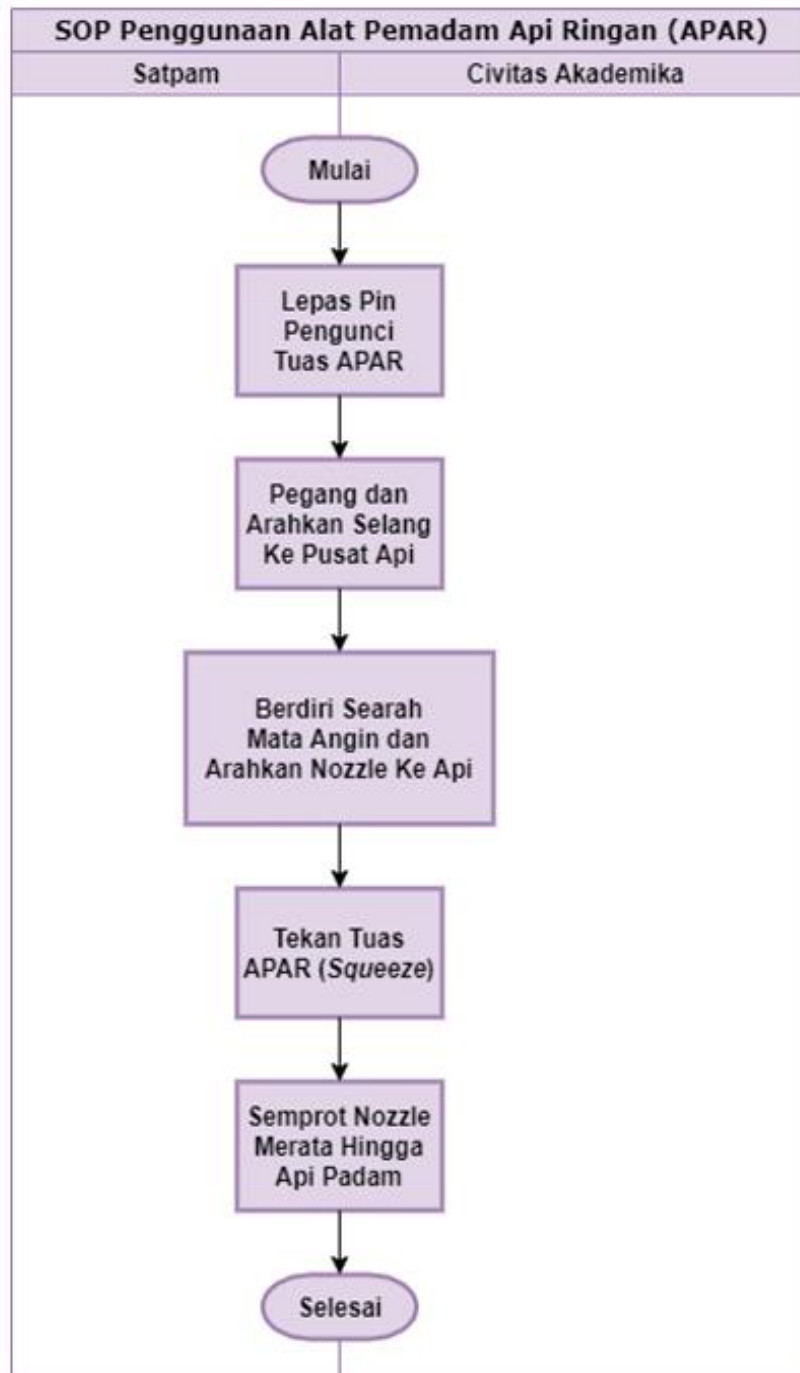 SOP Penggunaan Alat Pemadam Api Ringan (APAR)
Satpam
Civitas Akademika
Mulai
Lepas Pin
Pengunci
Tuas APAR
Pegang dan
Arahkan Selang
Ke Pusat Api
Berdiri Searah
Mata Angin dan
Arahkan Nozzle Ke Api
Tekan Tuas
APAR (Squeeze)
Semprot Nozzle
Merata Hingga
Api Padam
Selesai